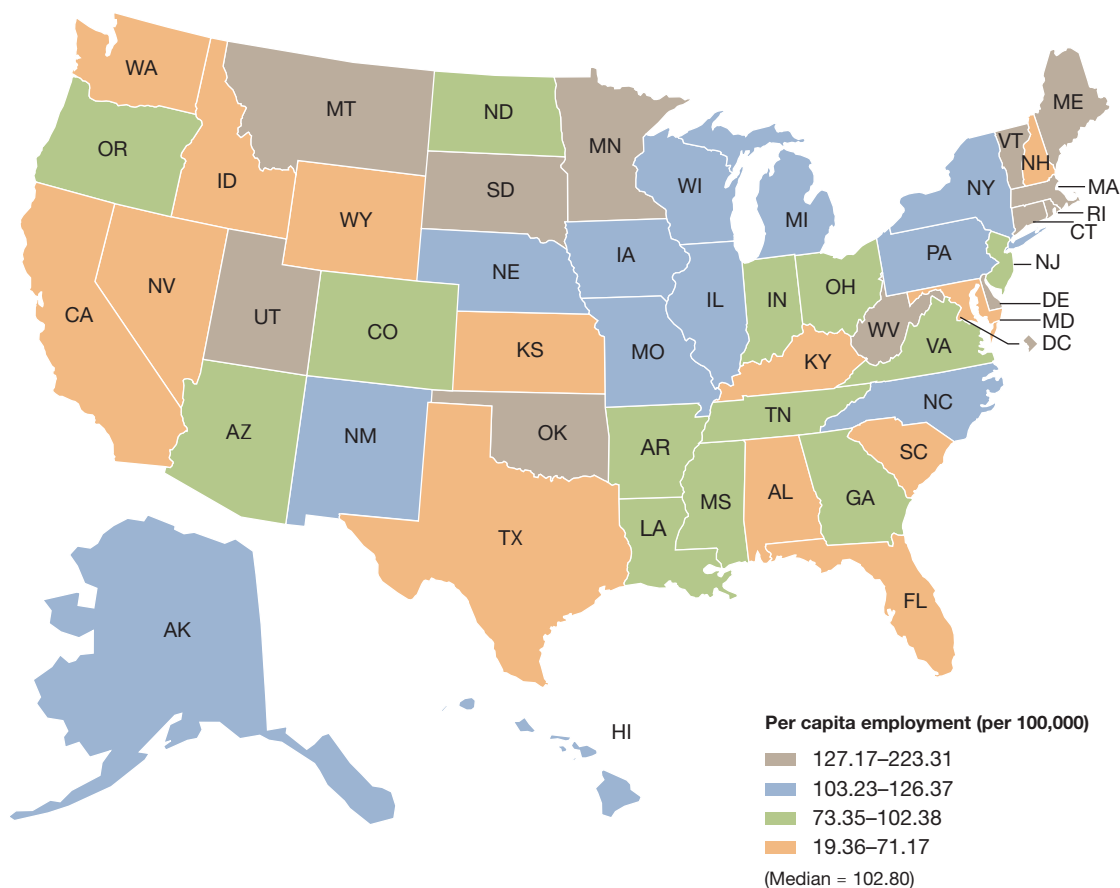 WA
MT
ND
MN
ME
VT
NH
OR
ID
SD
WI
NY
MA
RI
CT
WY
MI
IA
PA
NE
NJ
NV
IL
IN
OH
DE
CA
UT
CO
WV
MD
DC
KS
MO
KY
VA
NC
TN
AZ
NM
OK
AR
SC
MS
AL
GA
LA
TX
FL
AK
HI
Per capita employment (per 100,000)
127.17–223.31
103.23–126.37
73.35–102.38
19.36–71.17
(Median = 102.80)